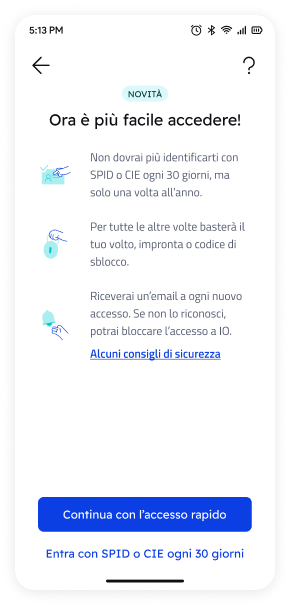 5:13 PM
NOVITÀ
Ora è più facile accedere!
Non dovrai più identificarti con
SPID o CIE ogni 30 giorni, ma
solo una volta all'anno.
Per tutte le altre volte basterà il
tuo volto, impronta o codice di
sblocco.
Riceverai un'email a ogni nuovo
accesso. Se non lo riconosci,
potrai bloccare l'accesso a IO.
Alcuni consigli di sicurezza
Continua con l'accesso rapido
Entra con SPID o CIE ogni 30 giorni